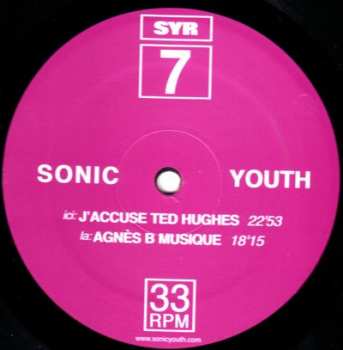 SYR
7
SONIC YOUTH
ici: J'ACCUSE TED HUGHES 22'53
la: AGNÈS B MUSIQUE 18'15
33
RPM
www.sonicyouth.com